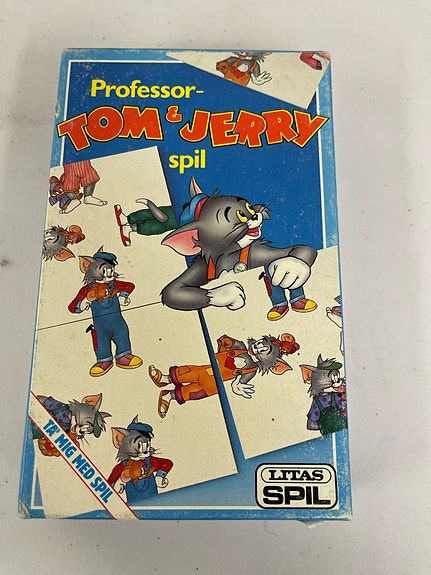 Professor-
TOM & JERRY
spil
TA' MIG MED SPIL
LITAS
SPIL